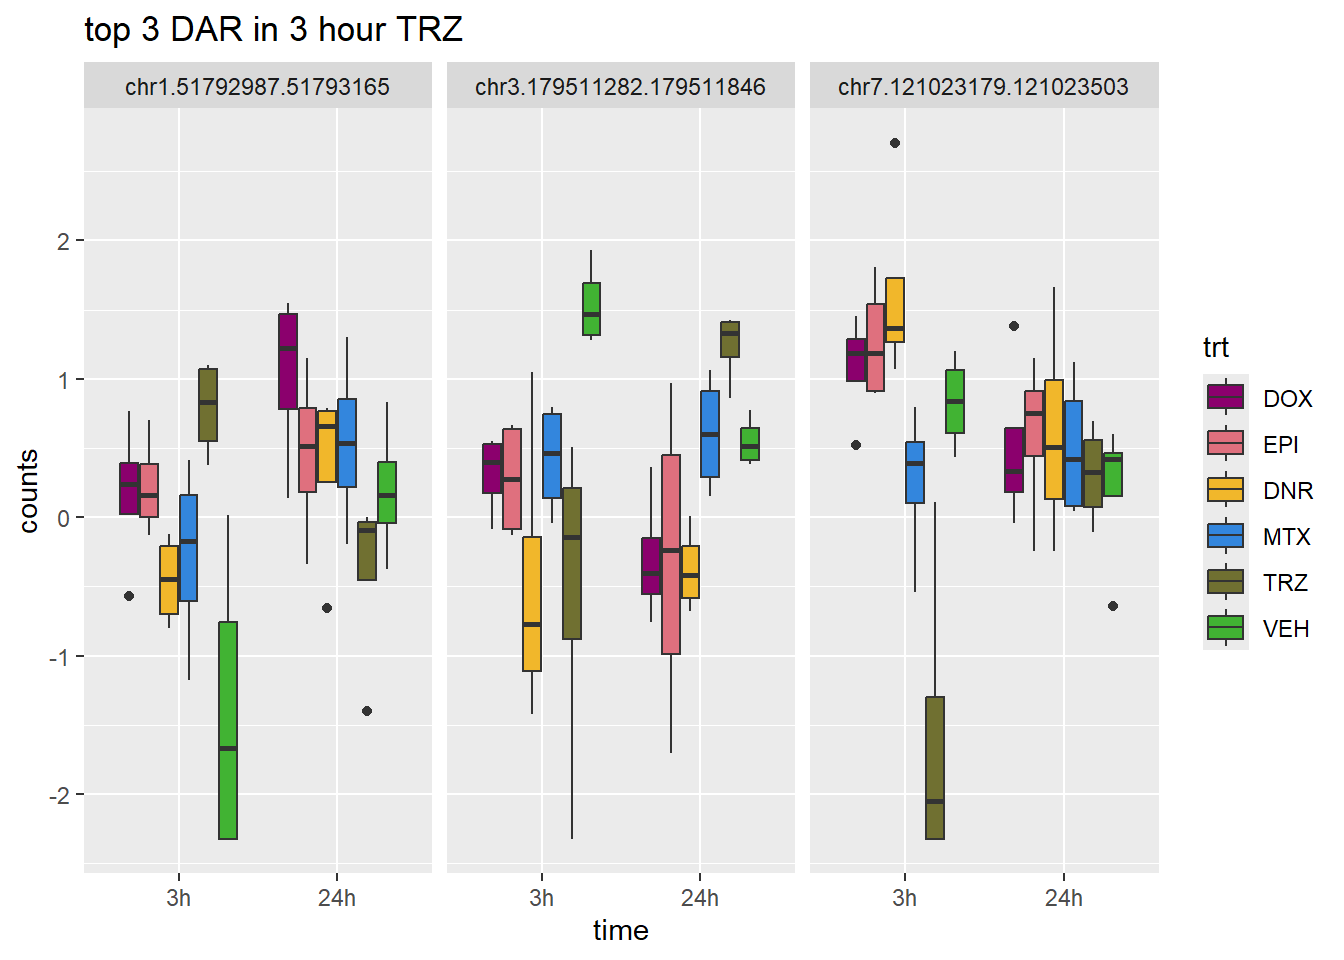 top 3 DAR in 3 hour TRZ
chr1.51792987.51793165
chr3.179511282.179511846
chr7.121023179.121023503
counts
2
1
0
-1
-2
3h
24h
3h
24h
3h
24h
time
trt
DOX
EPI
DNR
MTX
TRZ
VEH